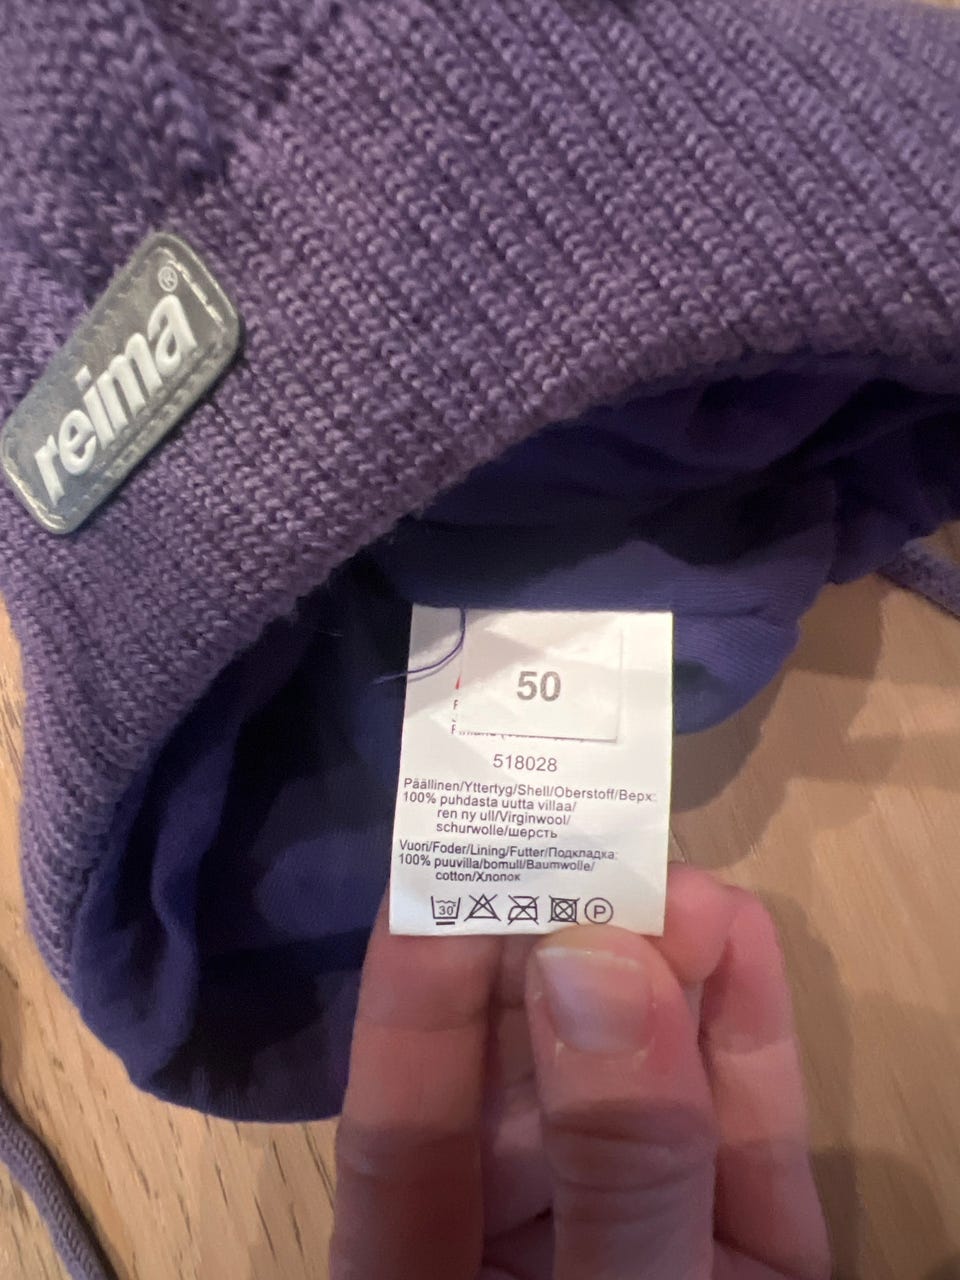 reima®
50
518028
Päällinen/Yttertyg/Shell/Oberstoff/Верх:
100% puhdasta uutta villaa/
ren ny ull/Virginwool/
schurwolle/шерсть
Vuori/Foder/Lining/Futter/Подкладка:
100% puuvilla/bomull/Baumwolle/
cotton/Хлопок
30 P